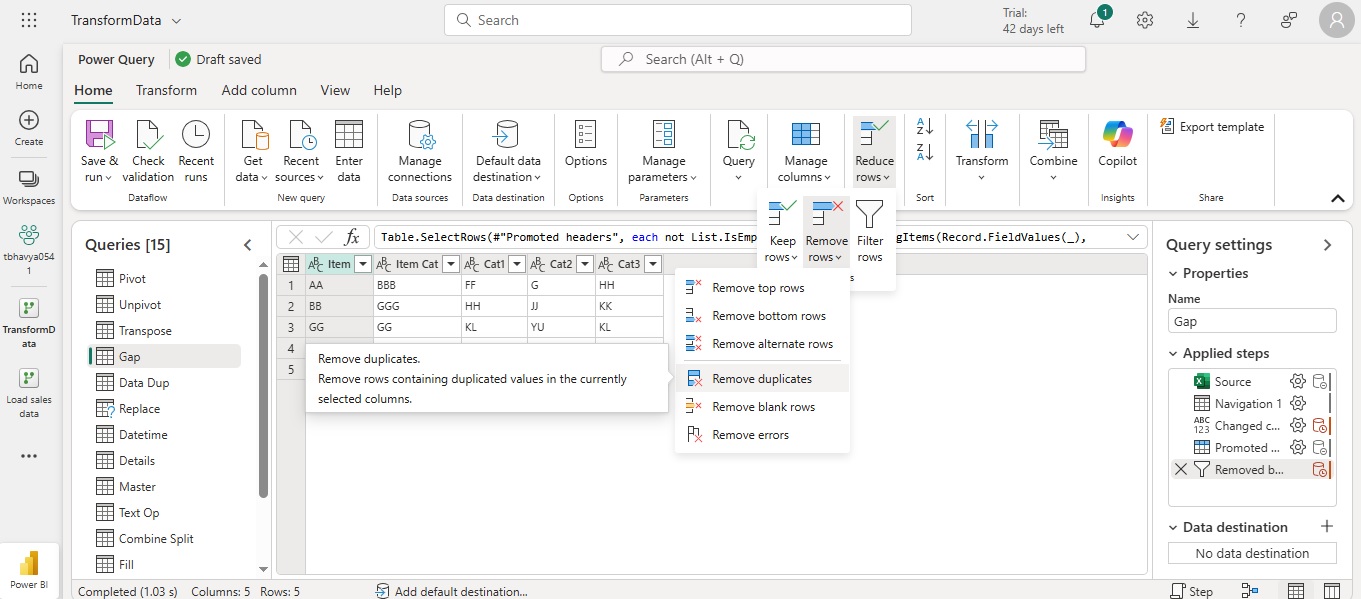 TransformData
Search
Trial:
42 days left
1
Power Query
Draft saved
Search (Alt + Q)
Home
Transform
Add column
View
Help
Home
Create
Workspaces
tbhavya054
1
TransformD
ata
Load sales
data
Power BI
Save &
run
Check
validation
Recent
runs
Dataflow
Get
data
Recent
sources
Enter
data
New query
Manage
connections
Data sources
Default data
destination
Data destination
Options
Options
Manage
parameters
Parameters
Query
Manage
columns
Reduce
rows
Sort
Transform
Combine
Copilot
Insights
Export template
Share
Keep
rows
Remove
rows
Filter
rows
s
Remove top rows
Remove bottom rows
Remove alternate rows
Remove duplicates
Remove blank rows
Remove errors
Queries [15]
Pivot
Unpivot
Transpose
Gap
Data Dup
Replace
Datetime
Details
Master
Text Op
Combine Split
Fill
fx
Table.SelectRows(#"Promoted headers", each not List.IsEmp
gItems(Record.FieldValues(_),
Item Item Cat Cat1 Cat2 Cat3
1 AA BBB FF G HH
2 BB GGG HH JJ KK
3 GG GG KL YU KL
4
5
Remove duplicates.
Remove rows containing duplicated values in the currently
selected columns.
Query settings
Properties
Name
Gap
Applied steps
Source
Navigation 1
ABC
123
Changed c...
Promoted ...
Removed b...
Data destination
No data destination
Completed (1.03 s) Columns: 5 Rows: 5
Add default destination...
Step